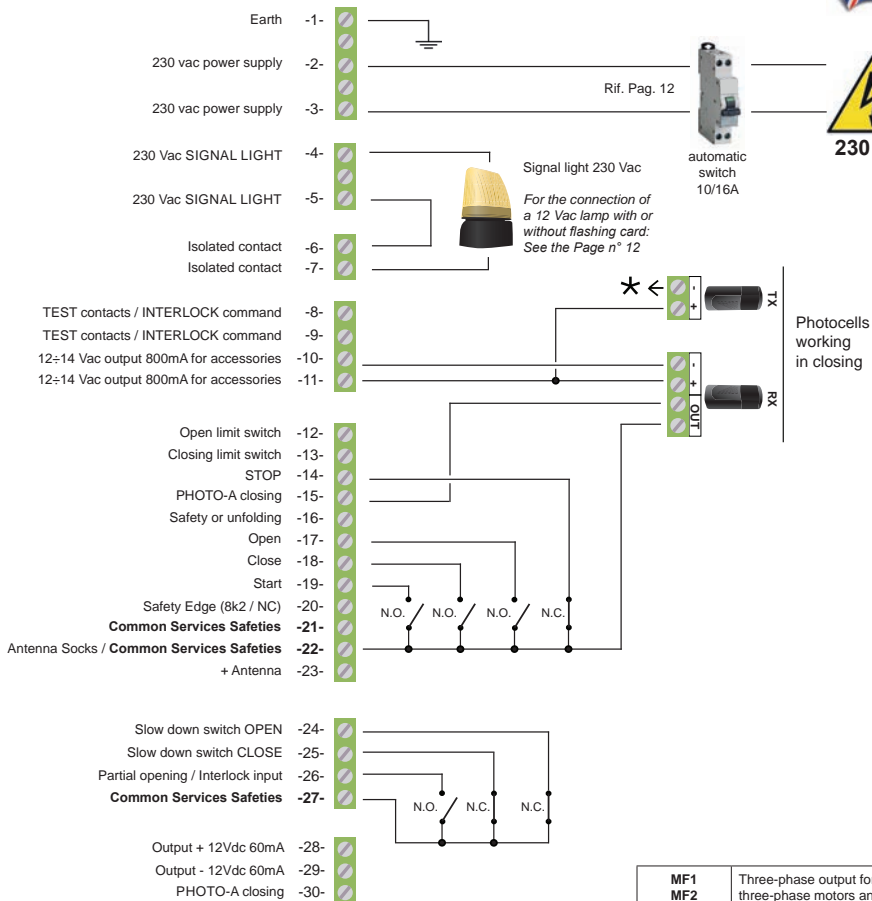 Earth -1-
230 vac power supply -2-
230 vac power supply -3-
Rif. Pag. 12
automatic
switch
10/16A
230
230 Vac SIGNAL LIGHT -4-
230 Vac SIGNAL LIGHT -5-
Isolated contact -6-
Isolated contact -7-
Signal light 230 Vac
For the connection of
a 12 Vac lamp with or
without flashing card:
See the Page n° 12
TEST contacts / INTERLOCK command -8-
TEST contacts / INTERLOCK command -9-
12÷14 Vac output 800mA for accessories -10-
12÷14 Vac output 800mA for accessories -11-
* - +
TX
- + OUT
RX
Photocells
working
in closing
Open limit switch -12-
Closing limit switch -13-
STOP -14-
PHOTO-A closing -15-
Safety or unfolding -16-
Open -17-
Close -18-
Start -19-
Safety Edge (8k2 / NC) -20-
Common Services Safeties -21-
Antenna Socks / Common Services Safeties -22-
+ Antenna -23-
N.O. N.O. N.O. N.C.
Slow down switch OPEN -24-
Slow down switch CLOSE -25-
Partial opening / Interlock input -26-
Common Services Safeties -27-
N.O. N.C. N.C.
Output + 12Vdc 60mA -28-
Output - 12Vdc 60mA -29-
PHOTO-A closing -30-
MF1 Three-phase output for
MF2 three-phase motors an